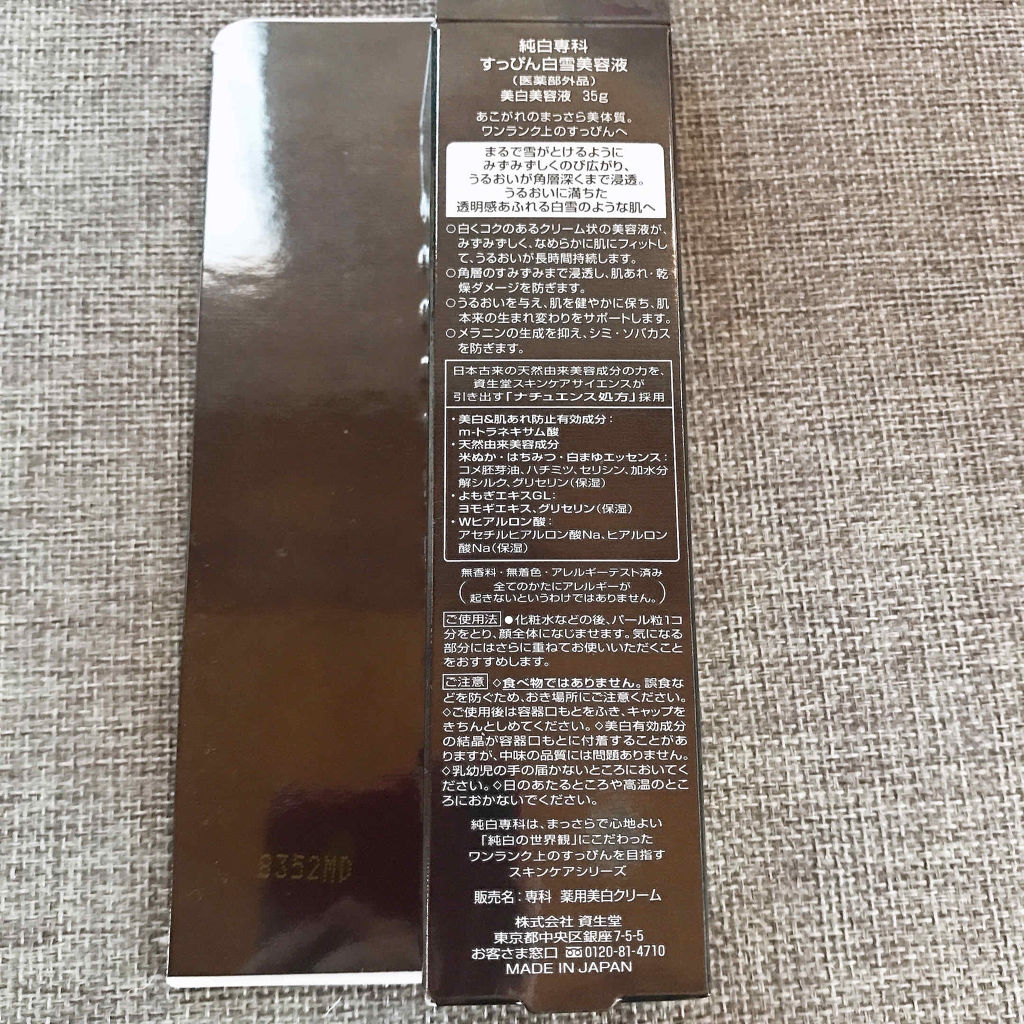 純白専科
すっぴん白雪美容液
(医薬部外品)
美白美容液 35g
あこがれのまっさら美体質。
ワンランク上のすっぴんへ
まるで雪がとけるように
みずみずしくのび広がり、
うるおいが角層深くまで浸透。
うるおいに満ちた
透明感あふれる白雪のような肌へ
○白くコクのあるクリーム状の美容液が、
みずみずしく、なめらかに肌にフィットし
て、うるおいが長時間持続します。
○角層のすみずみまで浸透し、肌あれ・乾
燥ダメージを防ぎます。
○うるおいを与え、肌を健やかに保ち、肌
本来の生まれ変わりをサポートします。
○メラニンの生成を抑え、シミ・ソバカス
を防ぎます。
日本古来の天然由来美容成分の力を、
資生堂スキンケアサイエンスが
引き出す「ナチュエンス処方」採用
・美白&肌あれ防止有効成分:
m-トラネキサム酸
・天然由来美容成分
米ぬか・はちみつ・白まゆエッセンス:
コメ胚芽油、ハチミツ、セリシン、加水分
解シルク、グリセリン(保湿)
・よもぎエキスGL:
ヨモギエキス、グリセリン(保湿)
・Wヒアルロン酸:
アセチルヒアルロン酸Na、ヒアルロン
酸Na(保湿)
無香料・無着色・アレルギーテスト済み
(全てのかたにアレルギーが
起きないというわけではありません。)
ご使用法 ●化粧水などの後、パール粒1コ
分をとり、顔全体になじませます。気になる
部分にはさらに重ねてお使いいただくこと
をおすすめします。
ご注意 ◇食べ物ではありません。誤食な
どを防ぐため、おき場所にご注意ください。
◇ご使用後は容器口もとをふき、キャップを
きちんとしめてください。◇美白有効成分
の結晶が容器口もとに付着することがあ
りますが、中味の品質には問題ありません。
◇乳幼児の手の届かないところにおいてく
ださい。◇日のあたるところや高温のとこ
ろにおかないでください。
純白専科は、まっさらで心地よい
「純白の世界観」にこだわった
ワンランク上のすっぴんを目指す
スキンケアシリーズ
販売名:専科 薬用美白クリーム
株式会社 資生堂
東京都中央区銀座7-5-5
お客さま窓口 0120-81-4710
MADE IN JAPAN
9352MD